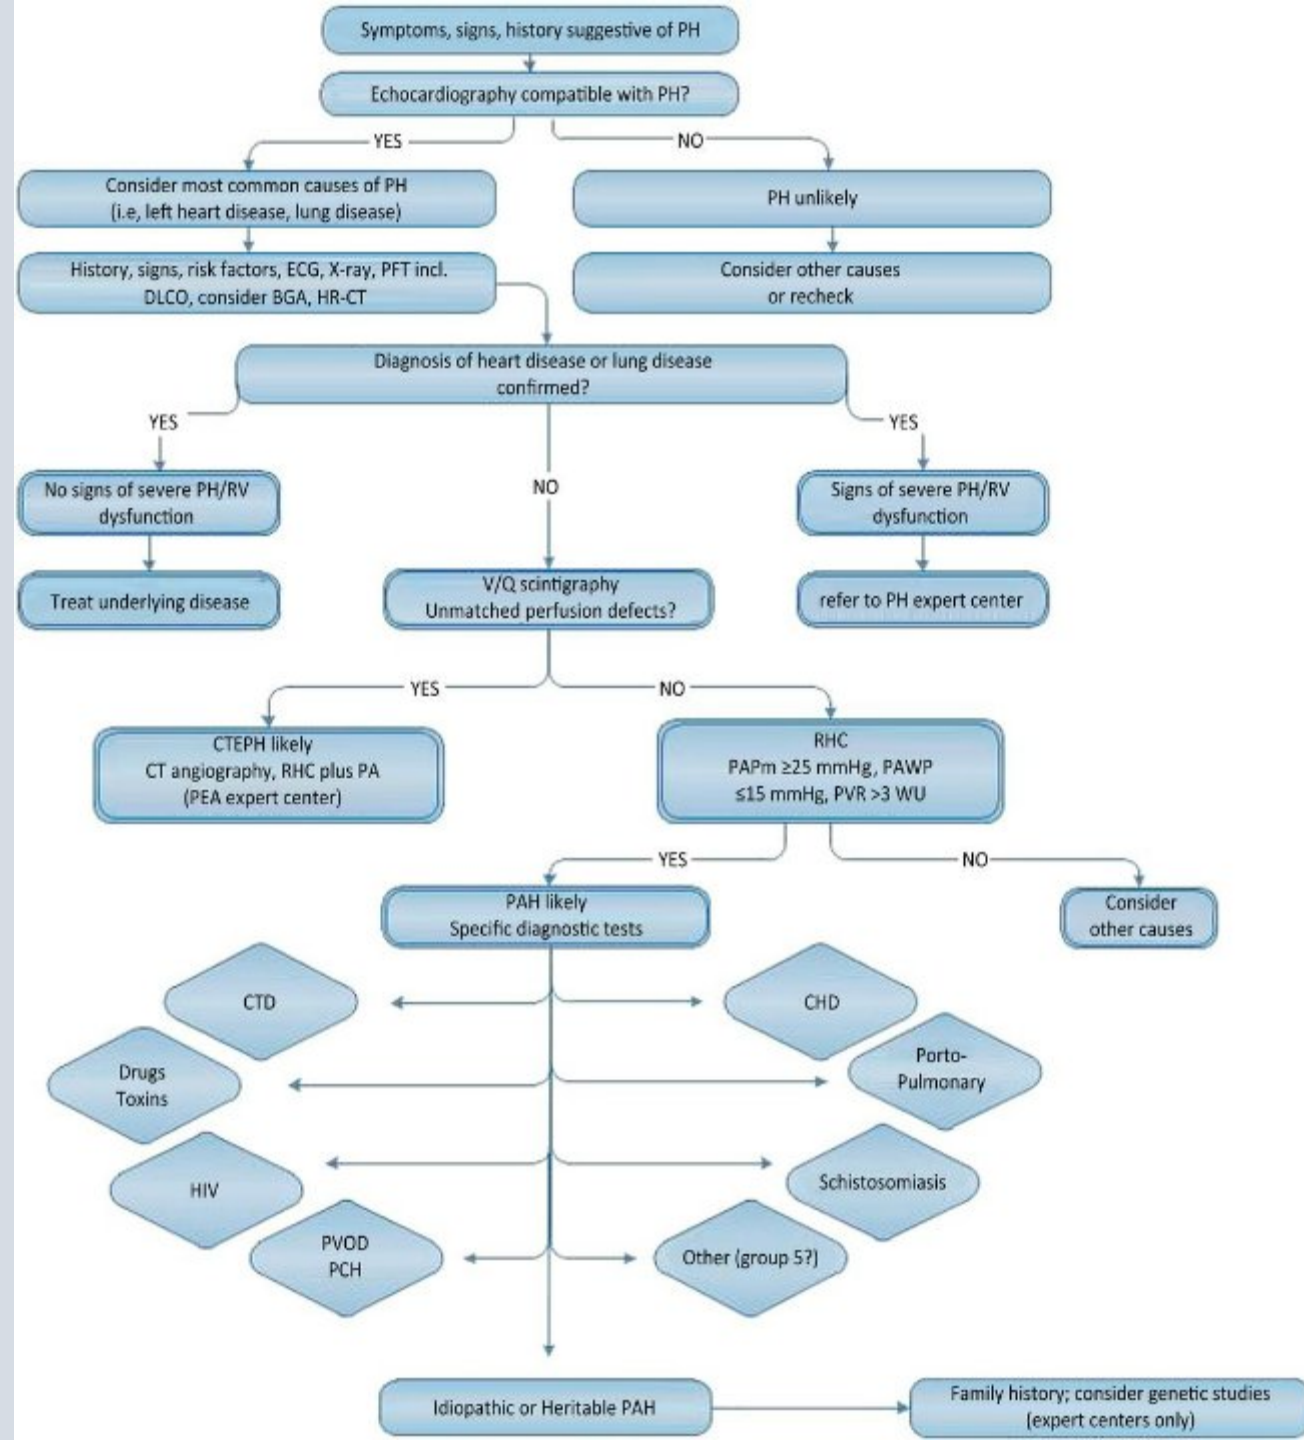 Symptoms, signs, history suggestive of PH
Echocardiography compatible with PH?
YES
NO
Consider most common causes of PH
(i.e, left heart disease, lung disease)
PH unlikely
History, signs, risk factors, ECG, X-ray, PFT incl.
DLCO, consider BGA, HR-CT
Consider other causes
or recheck
Diagnosis of heart disease or lung disease
confirmed?
YES
NO
YES
No signs of severe PH/RV
dysfunction
Signs of severe PH/RV
dysfunction
Treat underlying disease
V/Q scintigraphy
Unmatched perfusion defects?
refer to PH expert center
YES
NO
CTEPH likely
CT angiography, RHC plus PA
(PEA expert center)
RHC
PAPm ≥25 mmHg, PAWP
≤15 mmHg, PVR >3 WU
YES
NO
PAH likely
Specific diagnostic tests
Consider
other causes
CTD
CHD
Drugs
Toxins
Porto-
Pulmonary
HIV
Schistosomiasis
PVOD
PCH
Other (group 5?)
Idiopathic or Heritable PAH
Family history; consider genetic studies
(expert centers only)